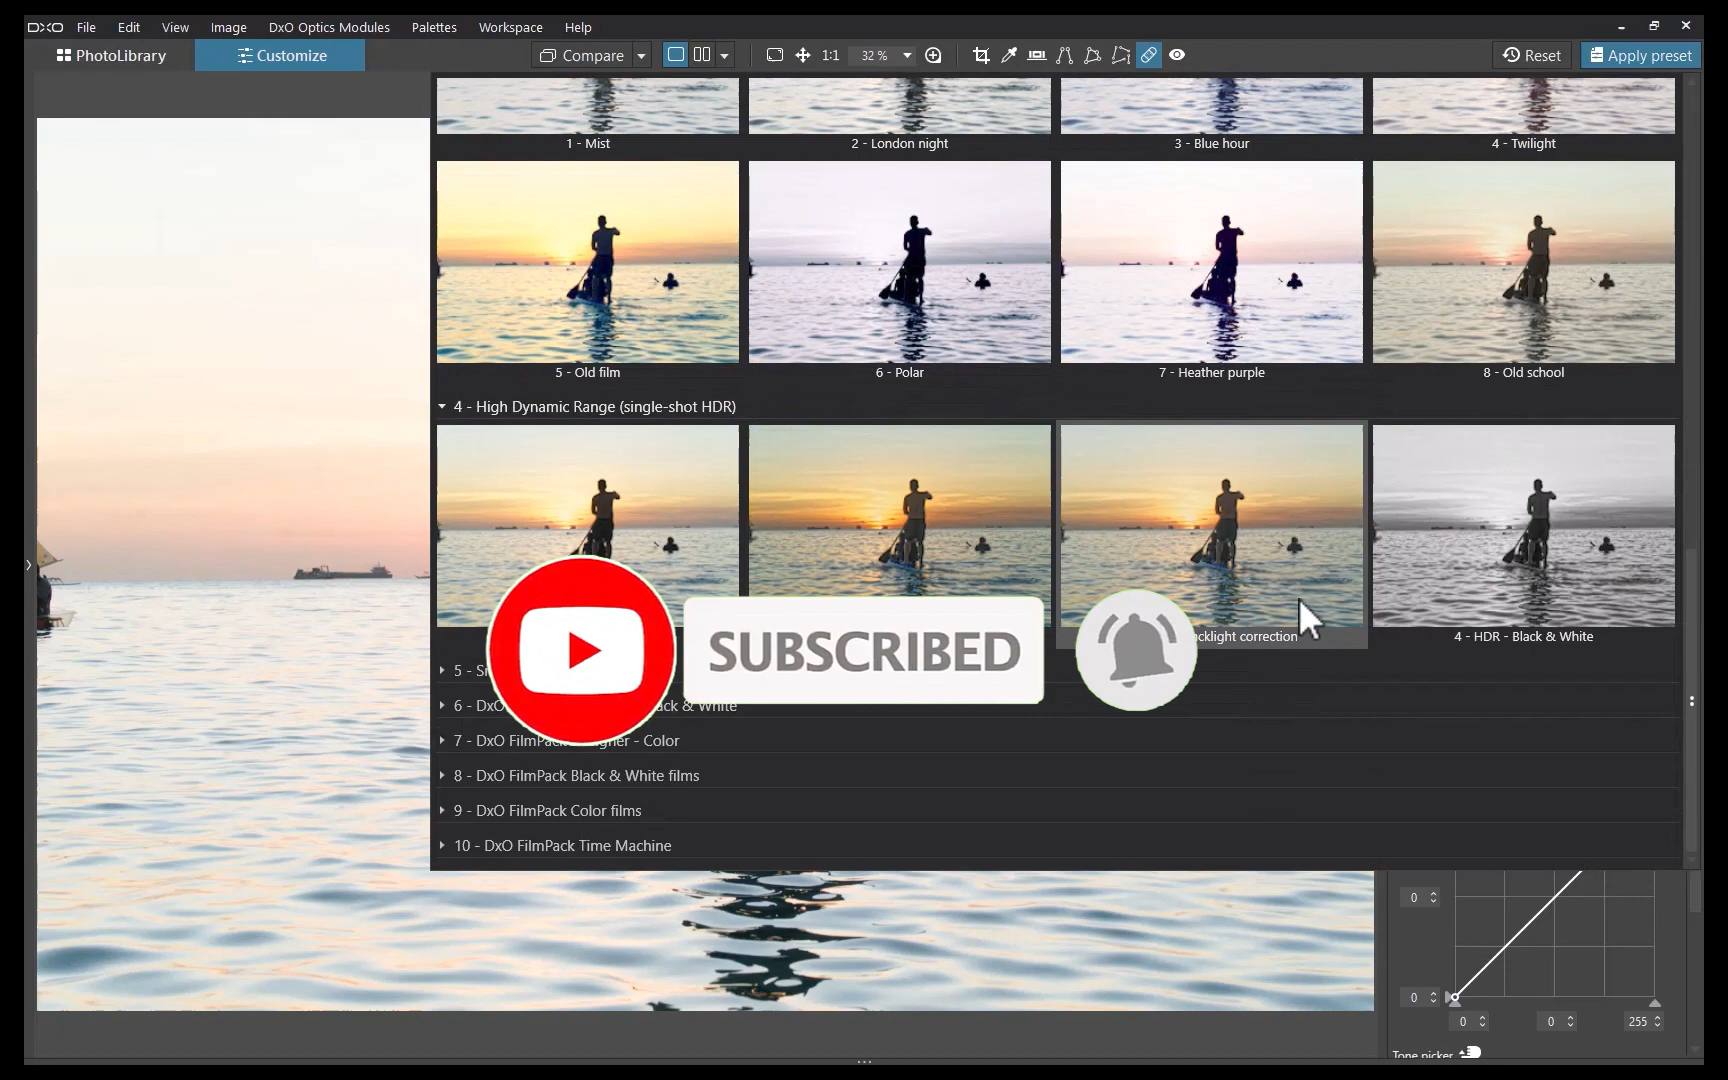 DXO File Edit View Image DxO Optics Modules Palettes Workspace Help
PhotoLibrary Customize Compare 1:1 32 % Reset Apply preset
1 - Mist 2 - London night 3 - Blue hour 4 - Twilight
5 - Old film 6 - Polar 7 - Heather purple 8 - Old school
4 - High Dynamic Range (single-shot HDR)
correction 4 - HDR - Black & White
SUBSCRIBED
5 -
6 - DxO & White
7 - DxO - Color
8 - DxO FilmPack Black & White films
9 - DxO FilmPack Color films
10 - DxO FilmPack Time Machine
0
0
0 0 255
Tone picker